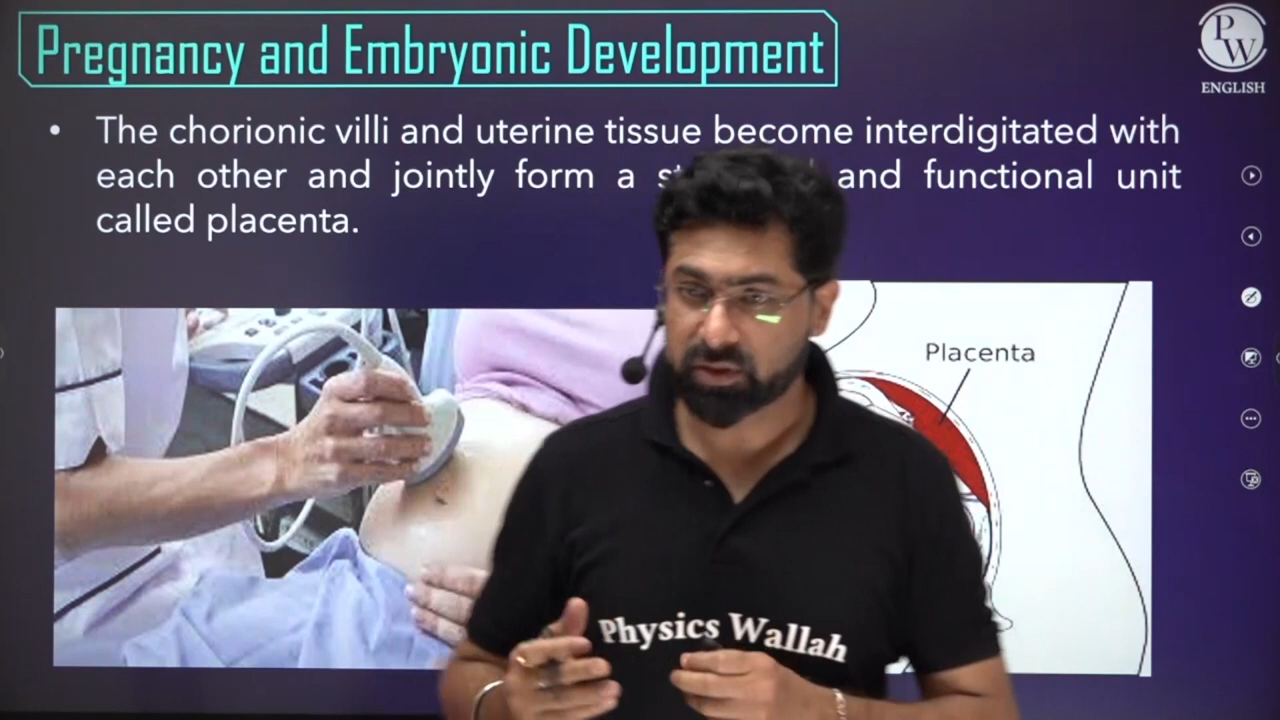 Pregnancy and Embryonic Development
PW
ENGLISH
• The chorionic villi and uterine tissue become interdigitated with
each other and jointly form a and functional unit
called placenta.
Placenta
Physics Wallah